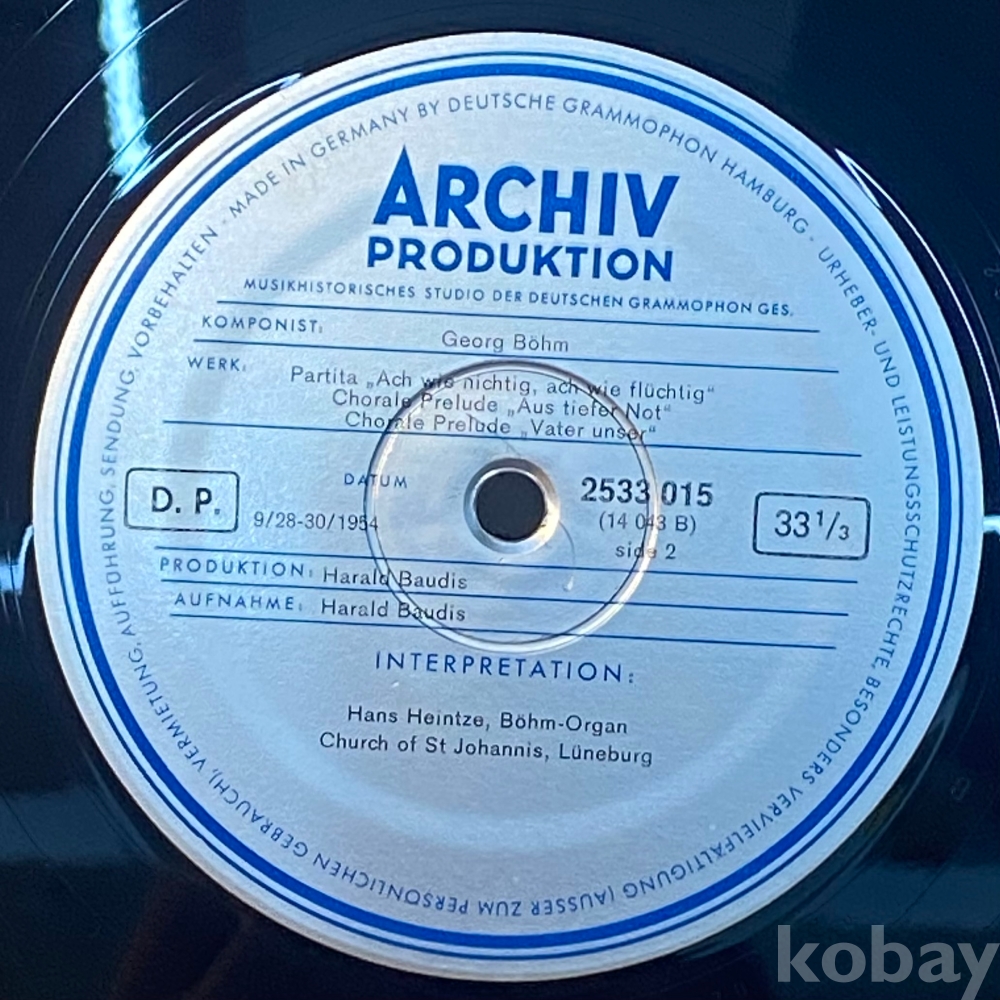 MADE IN GERMANY BY DEUTSCHE GRAMMOPHON HAMBURG · URHEBER- UND LEISTUNGSSCHUTZRECHTE, BESONDERS VERVIELFÄLTIGUNG (AUSSER ZUM PERSÖNLICHEN GEBRAUCH), VERMIETUNG, AUFFÜHRUNG, SENDUNG, VORBEHALTEN ·
ARCHIV
PRODUKTION
MUSIKHISTORISCHES STUDIO DER DEUTSCHEN GRAMMOPHON GES.
KOMPONIST: Georg Böhm
WERK: Partita „Ach wie nichtig, ach wie flüchtig“
Chorale Prelude „Aus tiefer Not“
Chorale Prelude „Vater unser“
D. P.
DATUM
9/28-30/1954
2533 015
(14 043 B)
side 2
33 1/3
PRODUKTION: Harald Baudis
AUFNAHME: Harald Baudis
INTERPRETATION:
Hans Heintze, Böhm-Organ
Church of St Johannis, Lüneburg
kobay